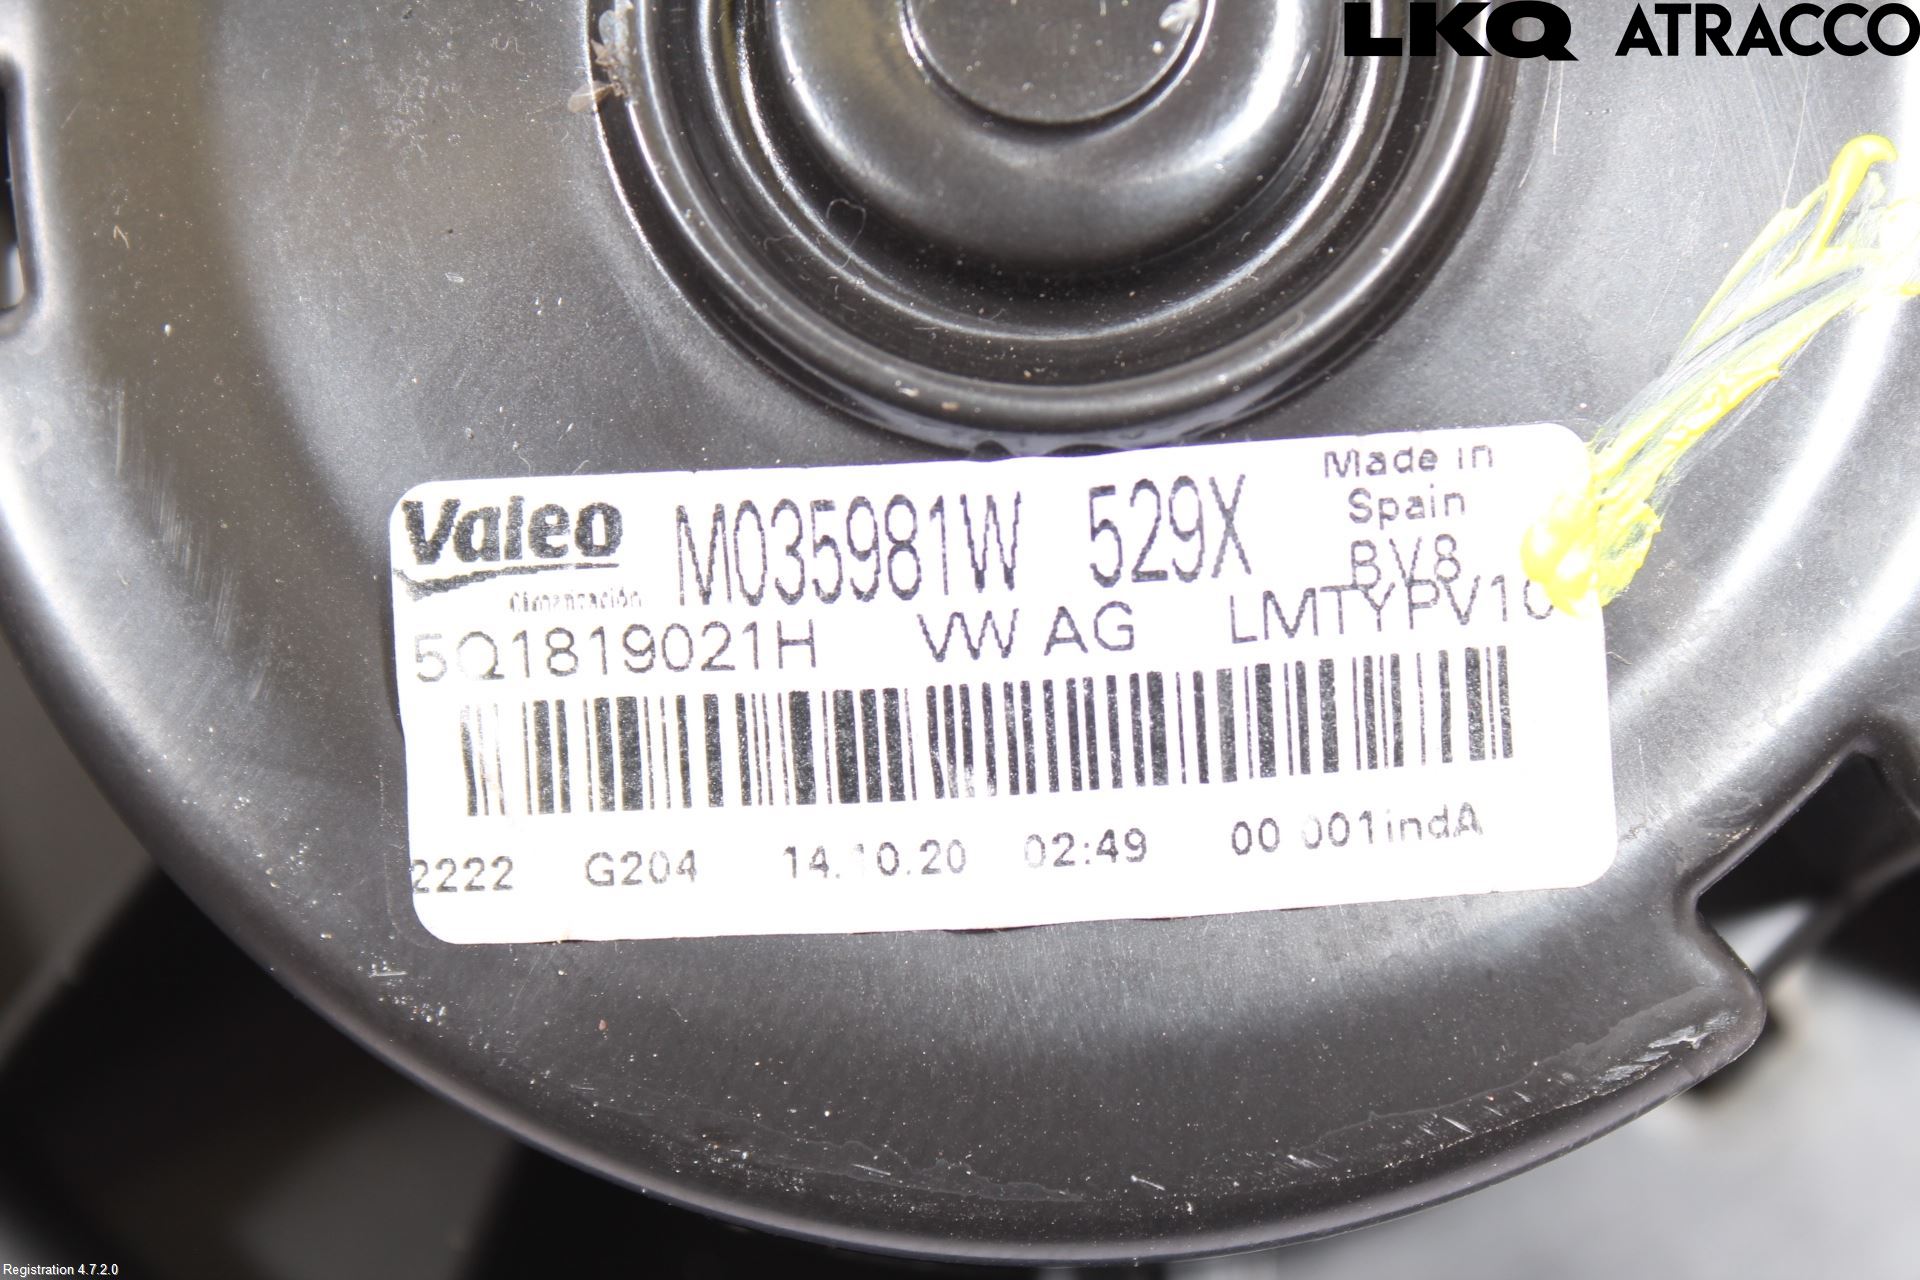 LKQ ATRACCO
Valeo M035981W 529X Made in
Spain
Climatización BV8
5Q1819021H VW AG LMTYPV10
2222 G204 14.10.20 02:49 00 001indA
Registration 4.7.2.0